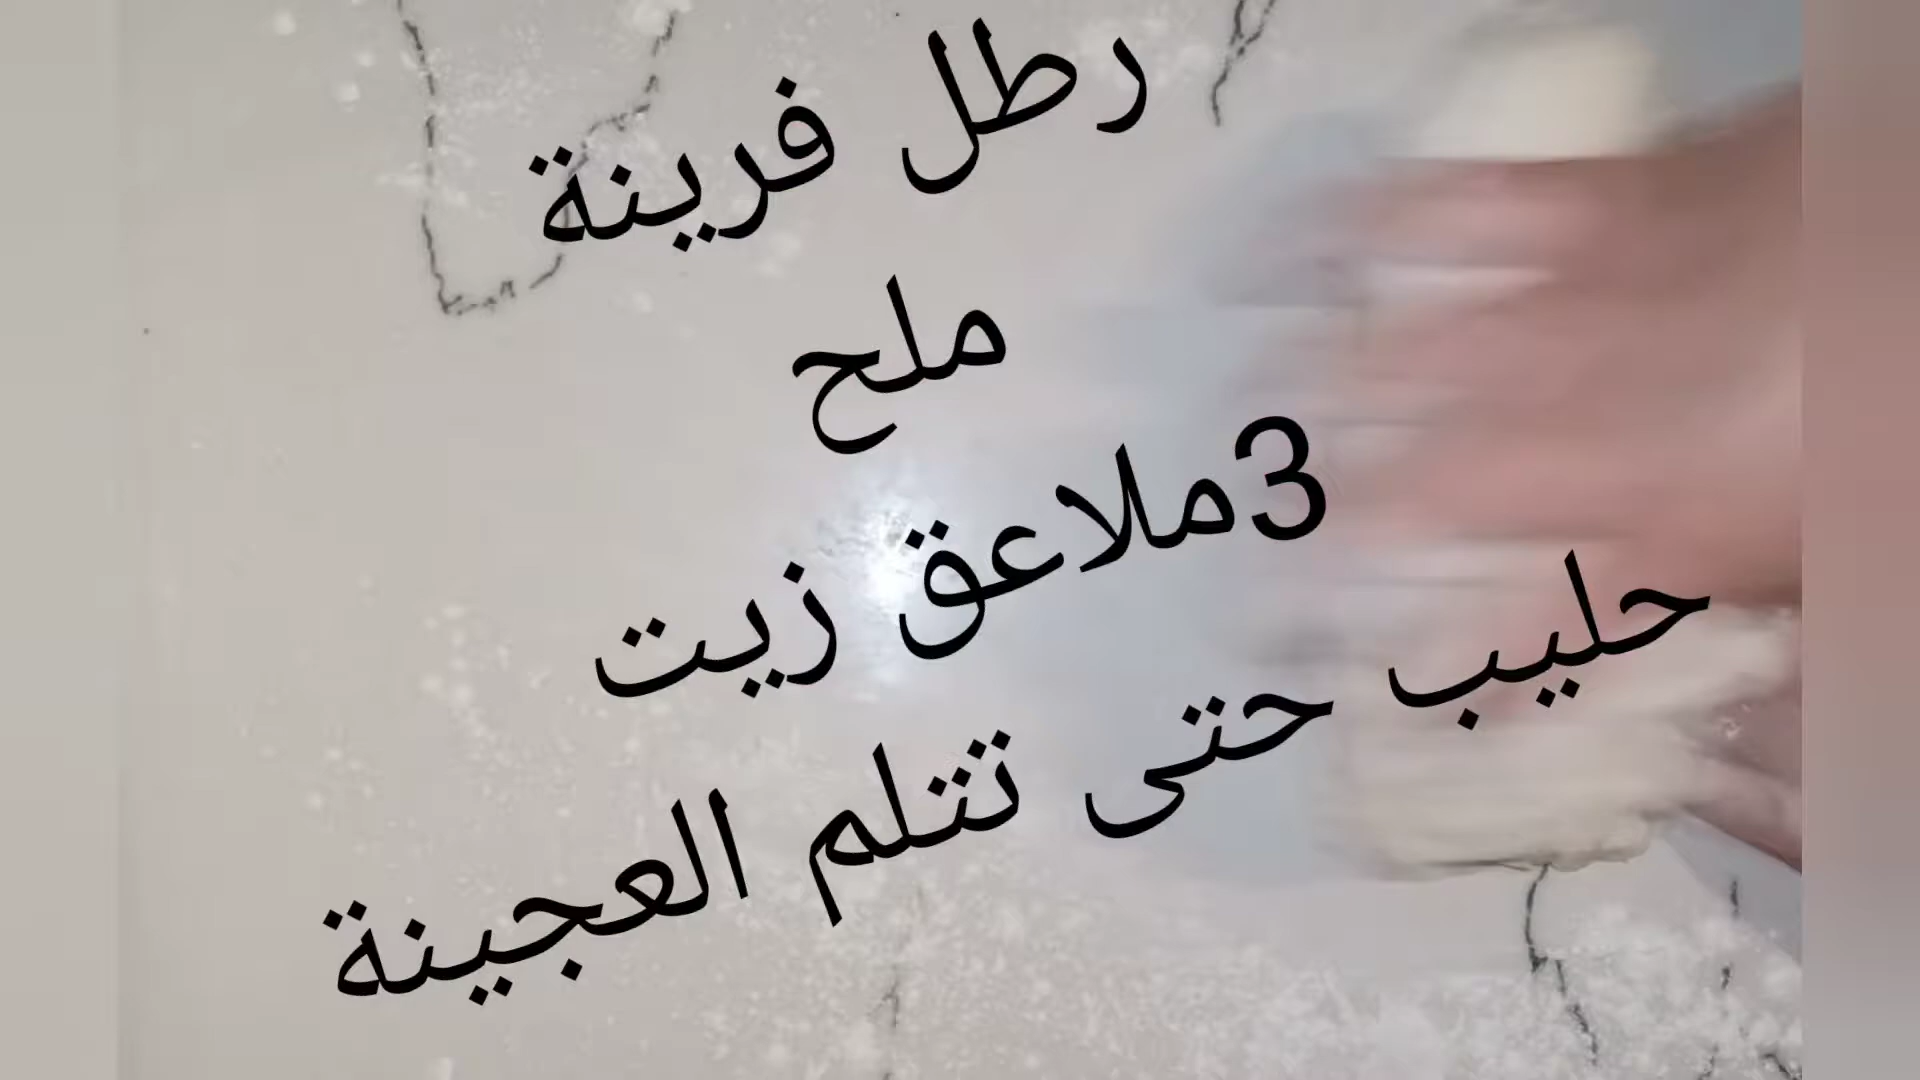 رطل فرينة
ملح
3ملاعق زيت
حليب حتى تتلم العجينة